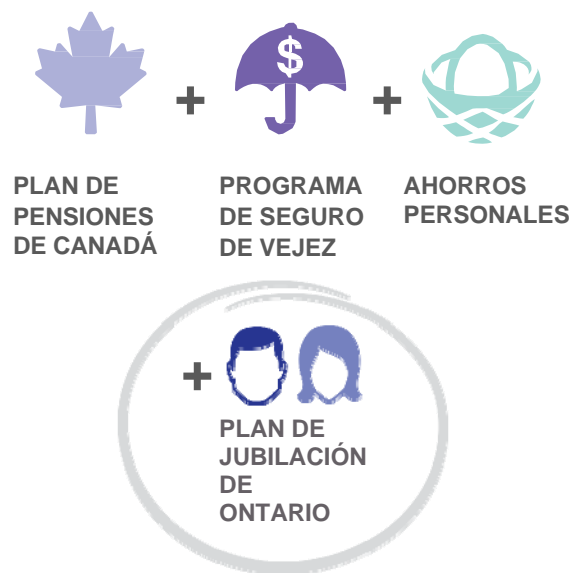 $
+
+
PLAN DE
PENSIONES
DE CANADÁ
PROGRAMA
DE SEGURO
DE VEJEZ
AHORROS
PERSONALES
+
PLAN DE
JUBILACIÓN
DE
ONTARIO